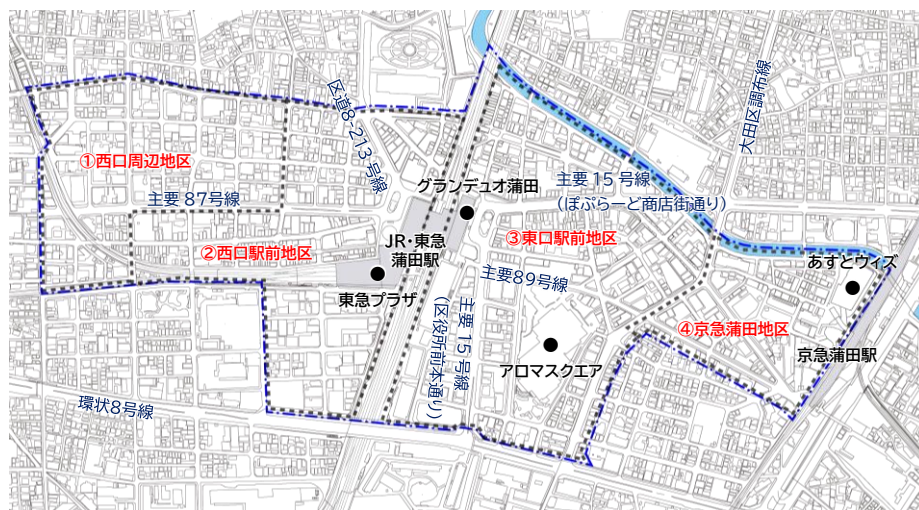 区道8-213号線
大田区調布線
①西口周辺地区
主要 87号線
グランデュオ蒲田
主要 15 号線
(ぽぷらーど商店街通り)
②西口駅前地区
JR・東急
蒲田駅
③東口駅前地区
あすとウィズ
東急プラザ
主要89号線
主要 15 号線
(区役所前本通り)
④京急蒲田地区
京急蒲田駅
アロマスクエア
環状8号線